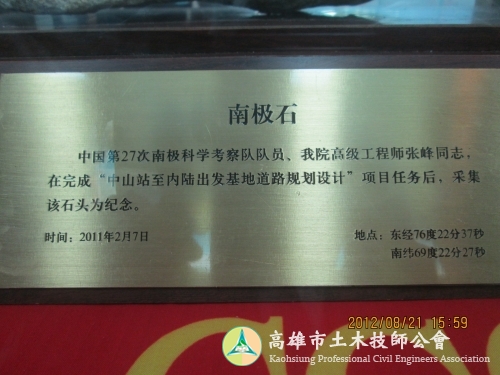 南极石
中国第27次南极科学考察队队员、我院高级工程师张峰同志，
在完成“中山站至内陆出发基地道路规划设计”项目任务后，采集
该石头为纪念。
时间：2011年2月7日
地点：东经76度22分37秒
南纬69度22分27秒
2012/08/21 15:59
高雄市土木技師公會
Kaohsiung Professional Civil Engineers Association